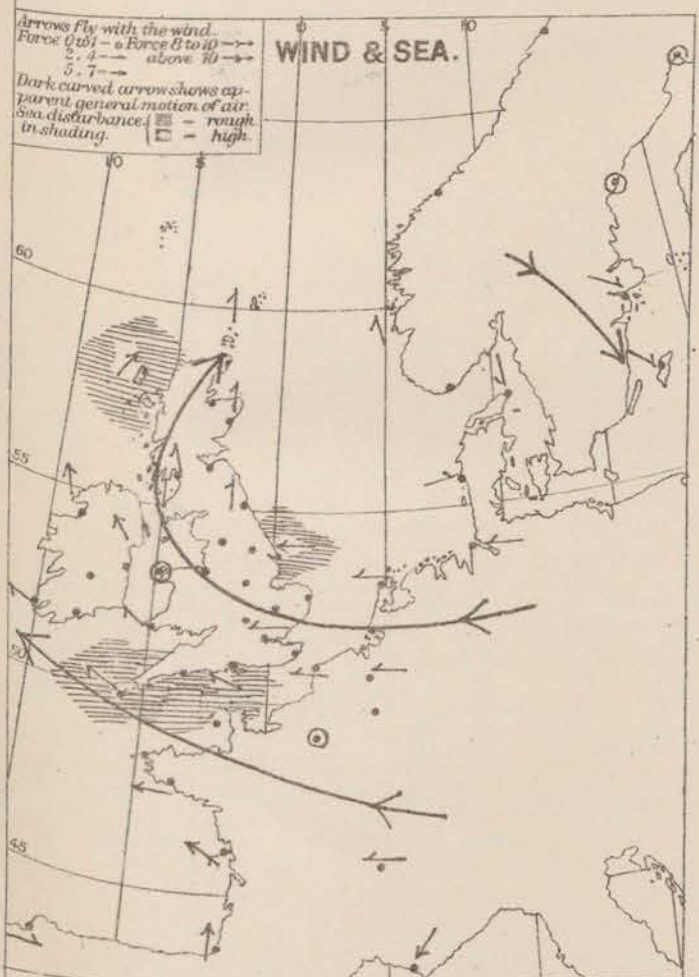 Arrows fly with the wind.
Force 0 to 1 – o Force 8 to 10
2. 4 – above 10
5. 7 –
Dark curved arrow shows ap-
parent general motion of air.
Sea disturbance { – rough
in shading. – high.
WIND & SEA.
10 5 0 5 10
60
55
50
45